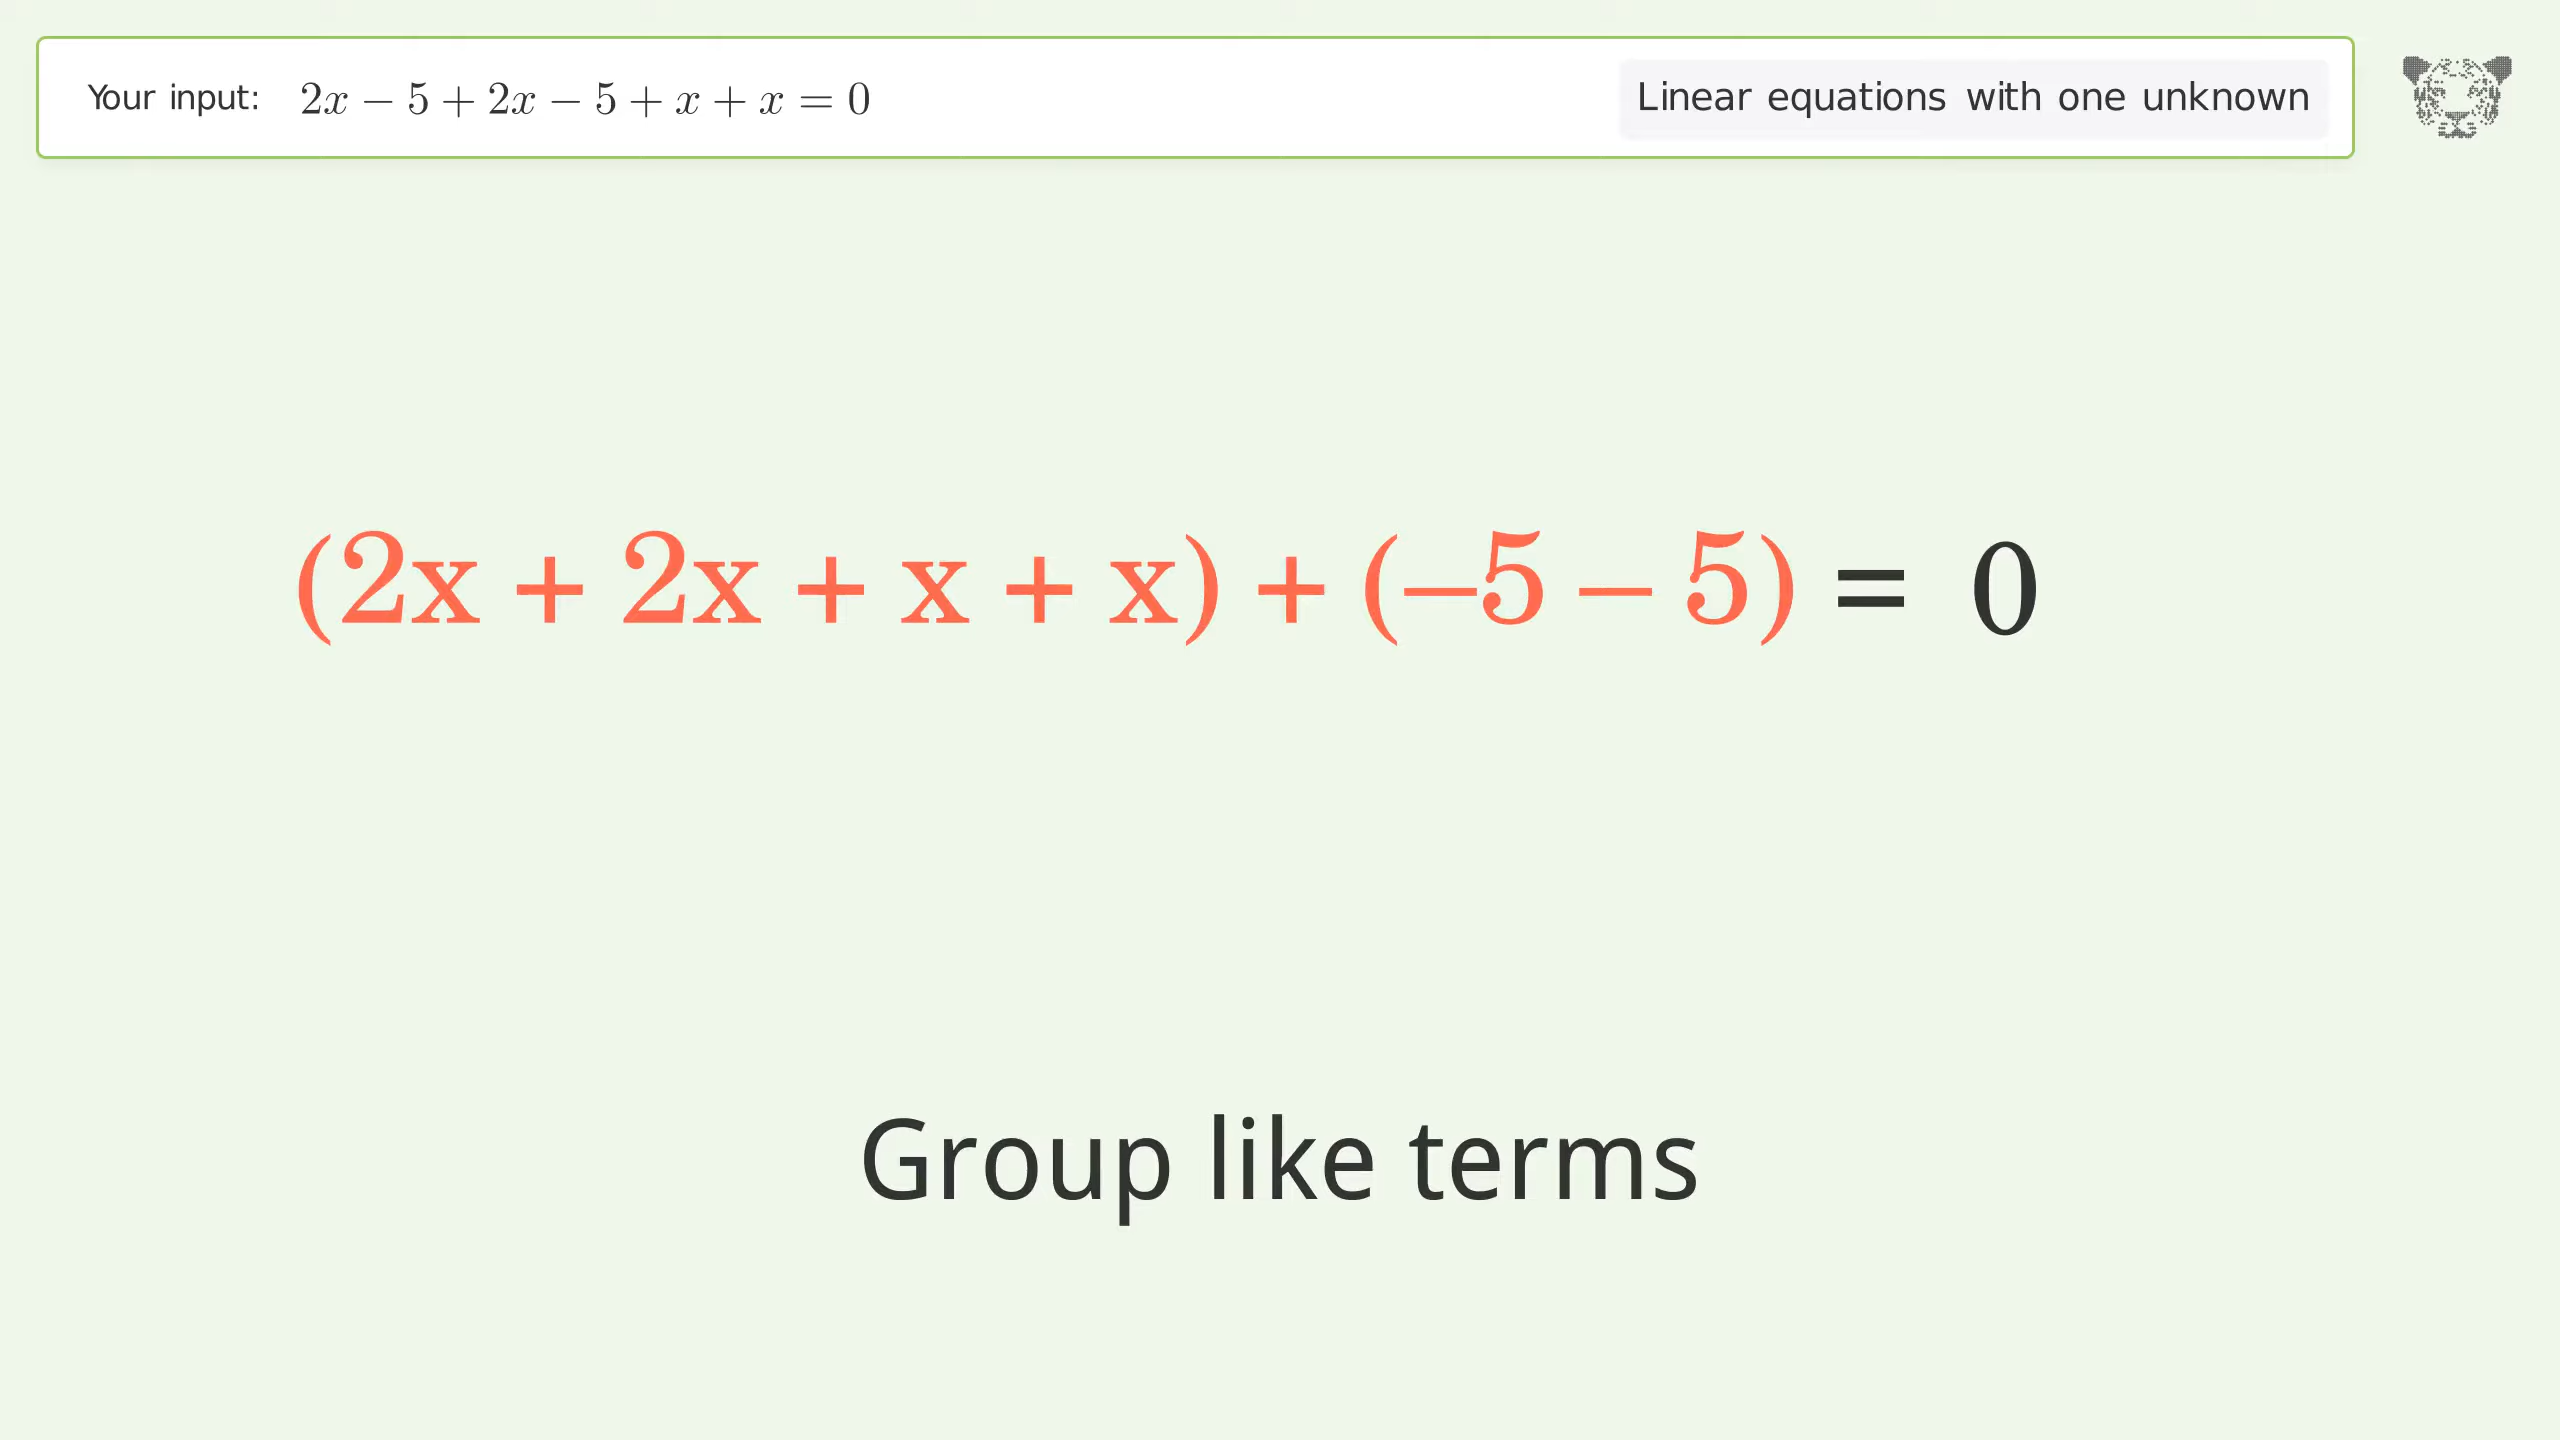 Your input: 2x − 5 + 2x − 5 + x + x = 0
Linear equations with one unknown
(2x + 2x + x + x) + (−5 − 5) = 0
Group like terms